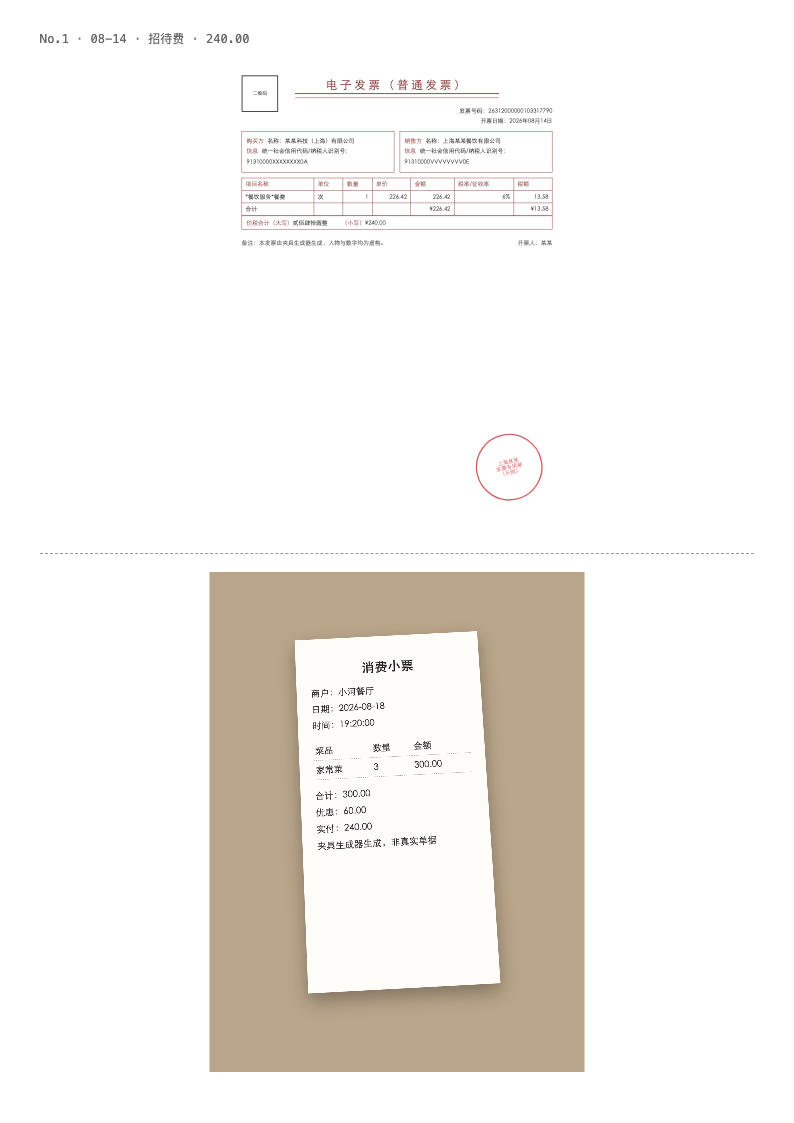 No.1 · 08-14 · 招待费 · 240.00
二维码
电子发票（普通发票）
发票号码：26312000000103317790
开票日期：2026年08月14日
购买方 名称：某某科技（上海）有限公司
信息 统一社会信用代码/纳税人识别号：
91310000XXXXXXXX0A
销售方 名称：上海某某餐饮有限公司
信息 统一社会信用代码/纳税人识别号：
91310000VVVVVVVV0E
项目名称 单位 数量 单价 金额 税率/征收率 税额
*餐饮服务*餐费 次 1 226.42 226.42 6% 13.58
合计 ¥226.42 ¥13.58
价税合计（大写）贰佰肆拾圆整 （小写）¥240.00
备注：本发票由夹具生成器生成，人物与数字均为虚构。 开票人：某某
上海某某
发票专用章
（示例）
消费小票
商户：小河餐厅
日期：2026-08-18
时间：19:20:00
菜品 数量 金额
家常菜 3 300.00
合计：300.00
优惠：60.00
实付：240.00
夹具生成器生成，非真实单据